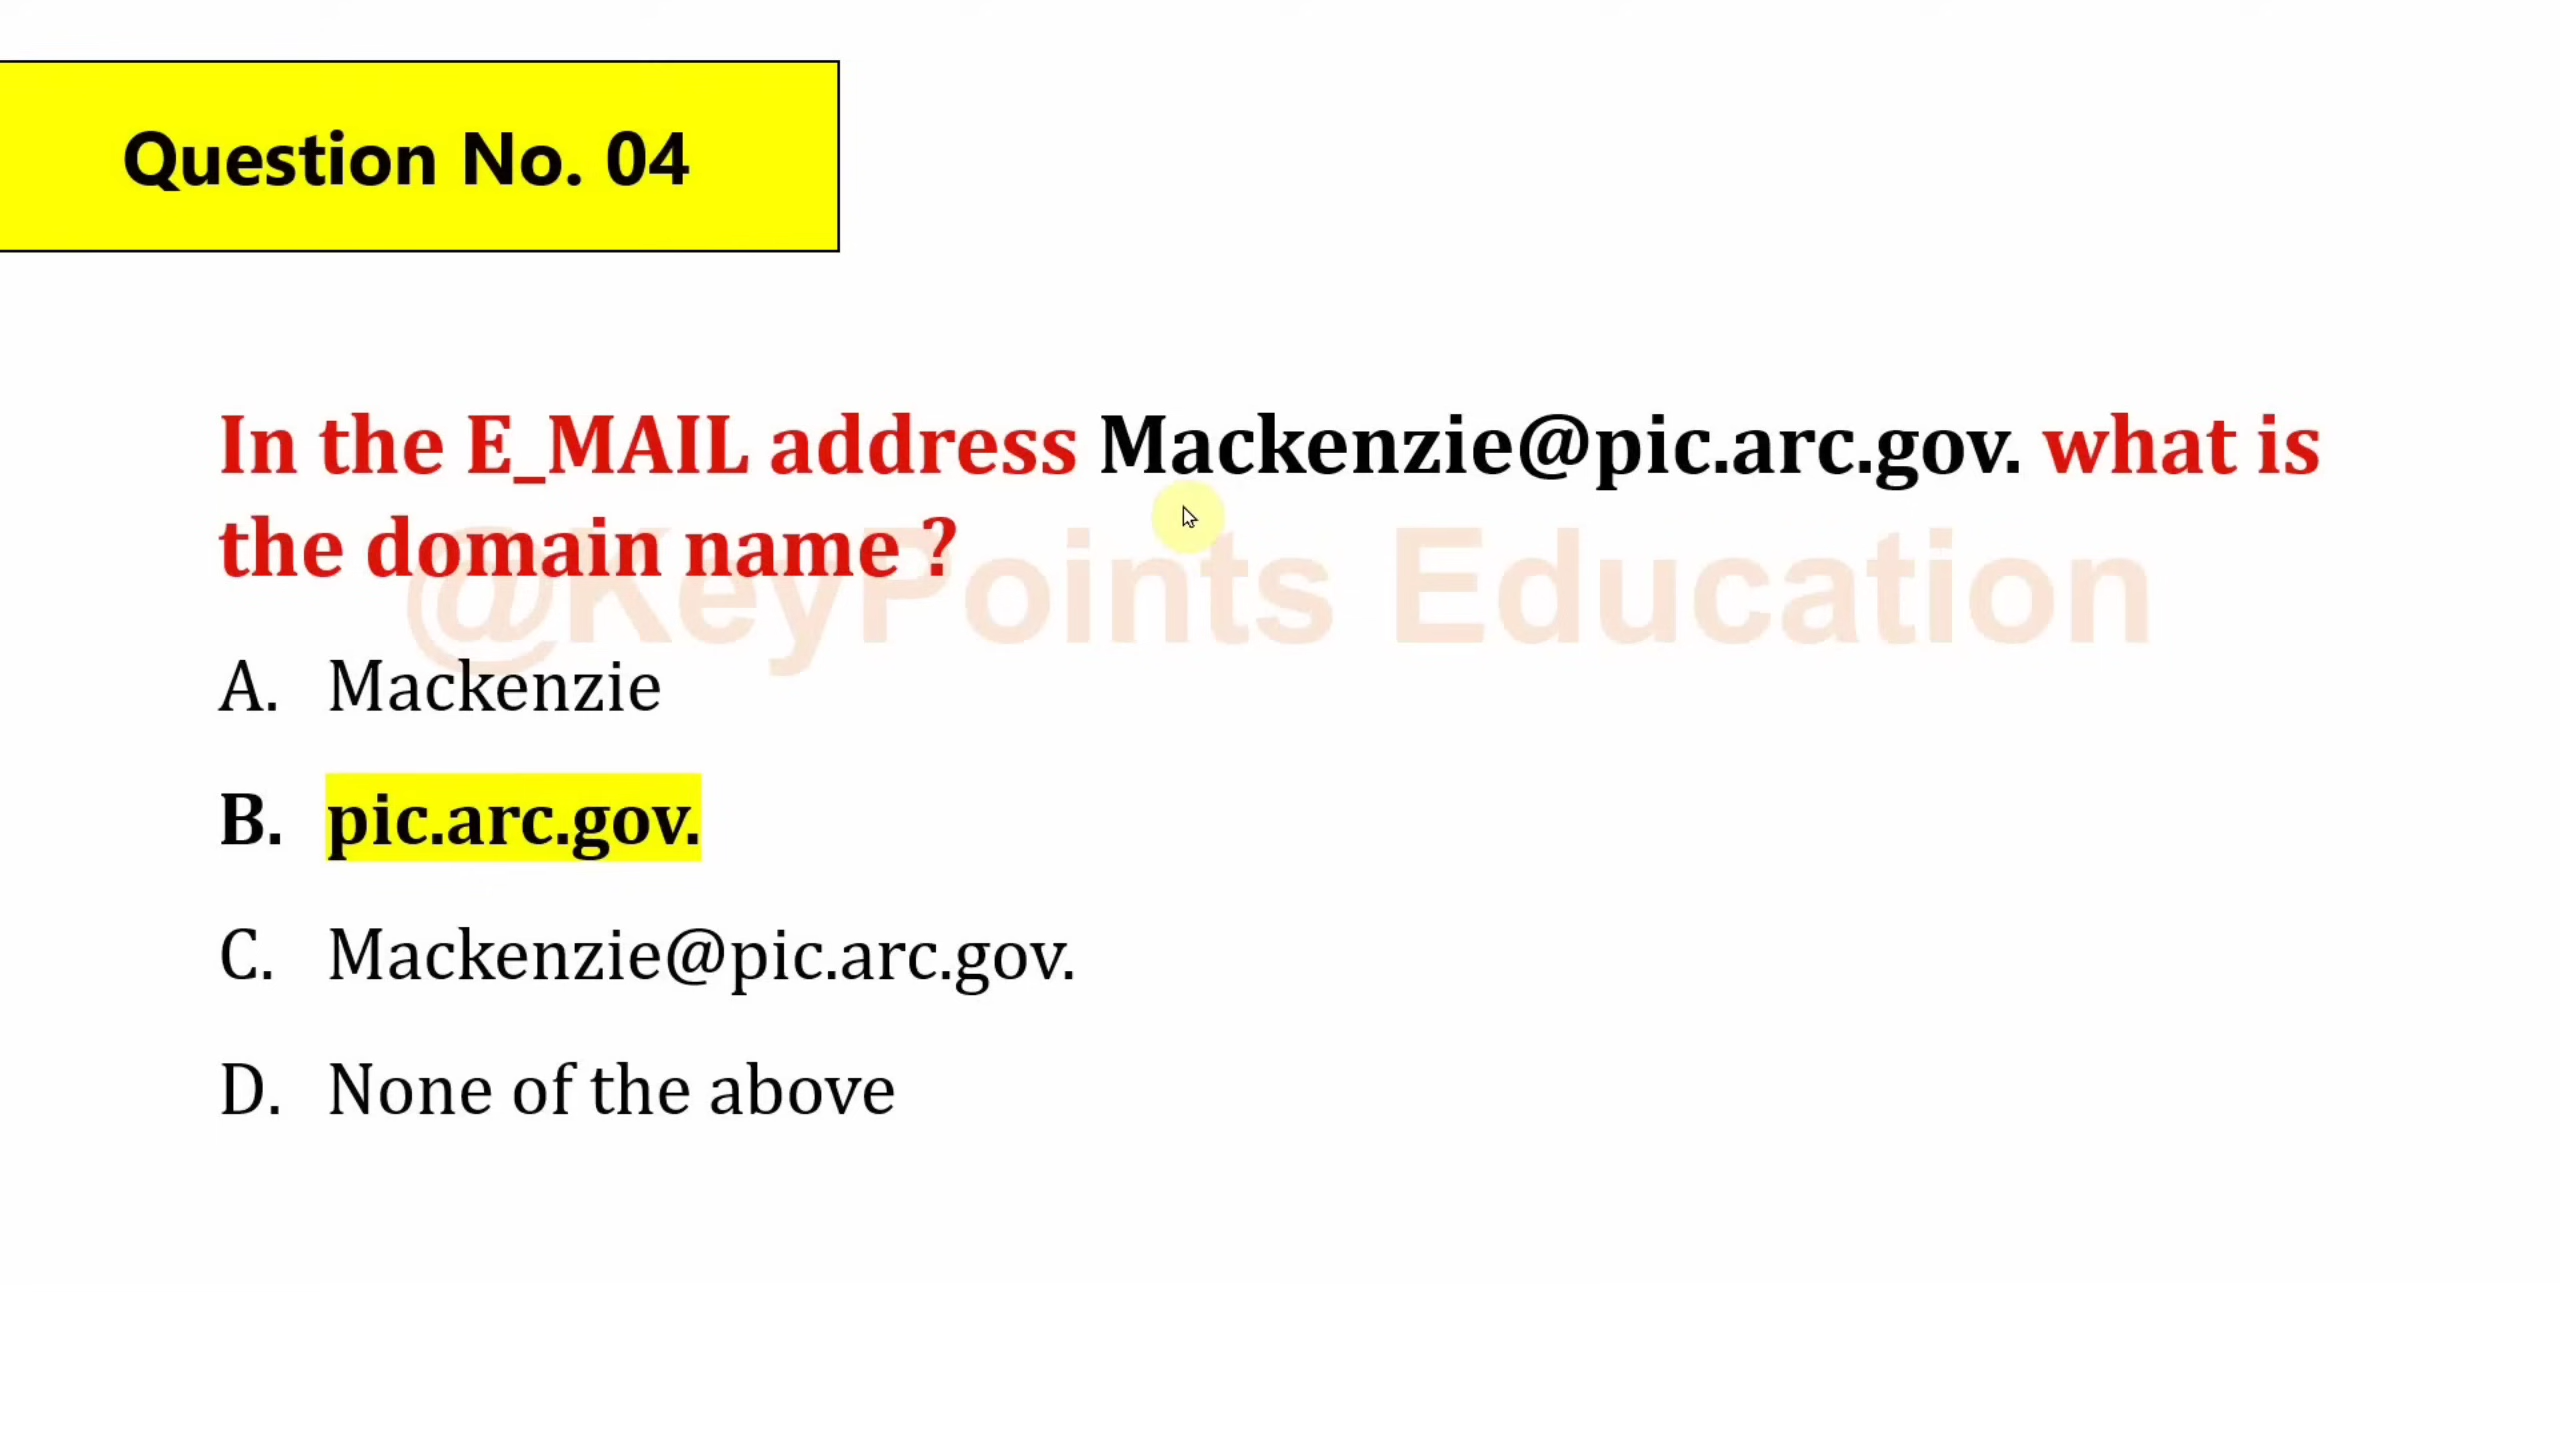 Question No. 04
In the E_MAIL address Mackenzie@pic.arc.gov. what is
the domain name ?
@KeyPoints Education
A. Mackenzie
B. pic.arc.gov.
C. Mackenzie@pic.arc.gov.
D. None of the above